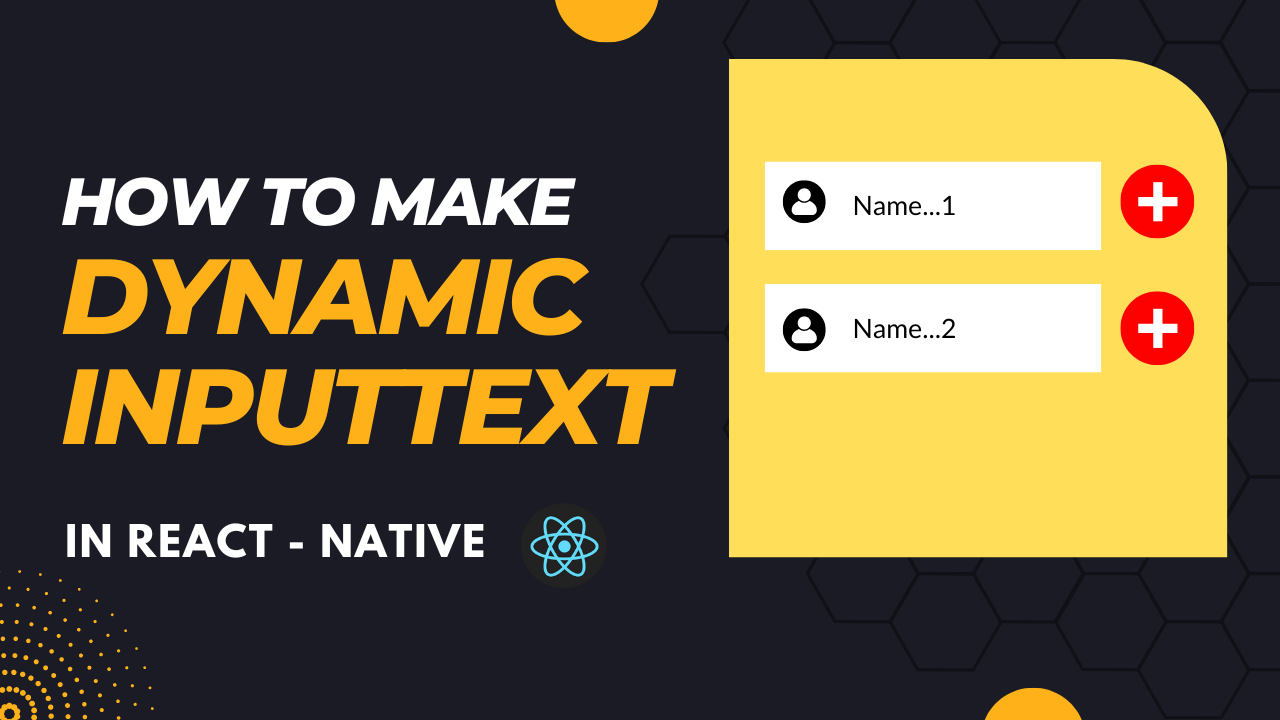 HOW TO MAKE
DYNAMIC
INPUTTEXT
IN REACT - NATIVE
Name...1
Name...2